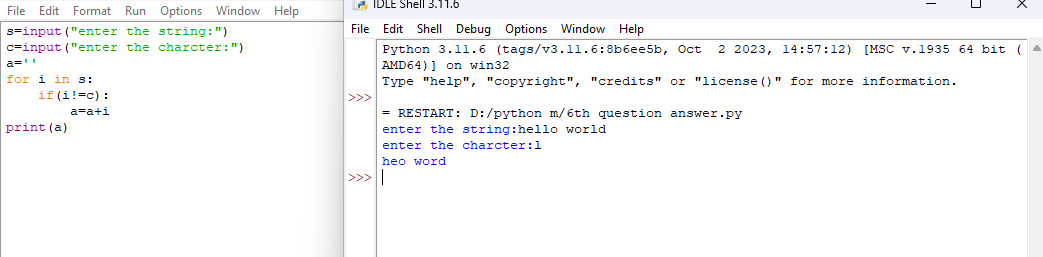 File Edit Format Run Options Window Help
s=input("enter the string:")
c=input("enter the charcter:")
a=''
for i in s:
    if(i!=c):
        a=a+i
print(a)
IDLE Shell 3.11.6
File Edit Shell Debug Options Window Help
Python 3.11.6 (tags/v3.11.6:8b6ee5b, Oct  2 2023, 14:57:12) [MSC v.1935 64 bit (
AMD64)] on win32
Type "help", "copyright", "credits" or "license()" for more information.
>>>
= RESTART: D:/python m/6th question answer.py
enter the string:hello world
enter the charcter:l
heo word
>>>